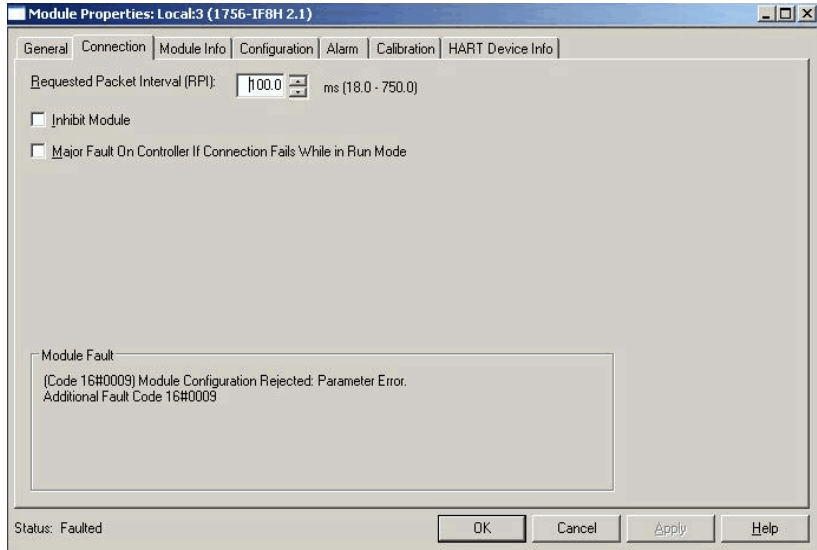 Module Properties: Local:3 (1756-IF8H 2.1)
General Connection Module Info Configuration Alarm Calibration HART Device Info
Requested Packet Interval (RPI): 100.0 ms (18.0 - 750.0)
Inhibit Module
Major Fault On Controller If Connection Fails While in Run Mode
Module Fault
(Code 16#0009) Module Configuration Rejected: Parameter Error.
Additional Fault Code 16#0009
Status: Faulted OK Cancel Apply Help